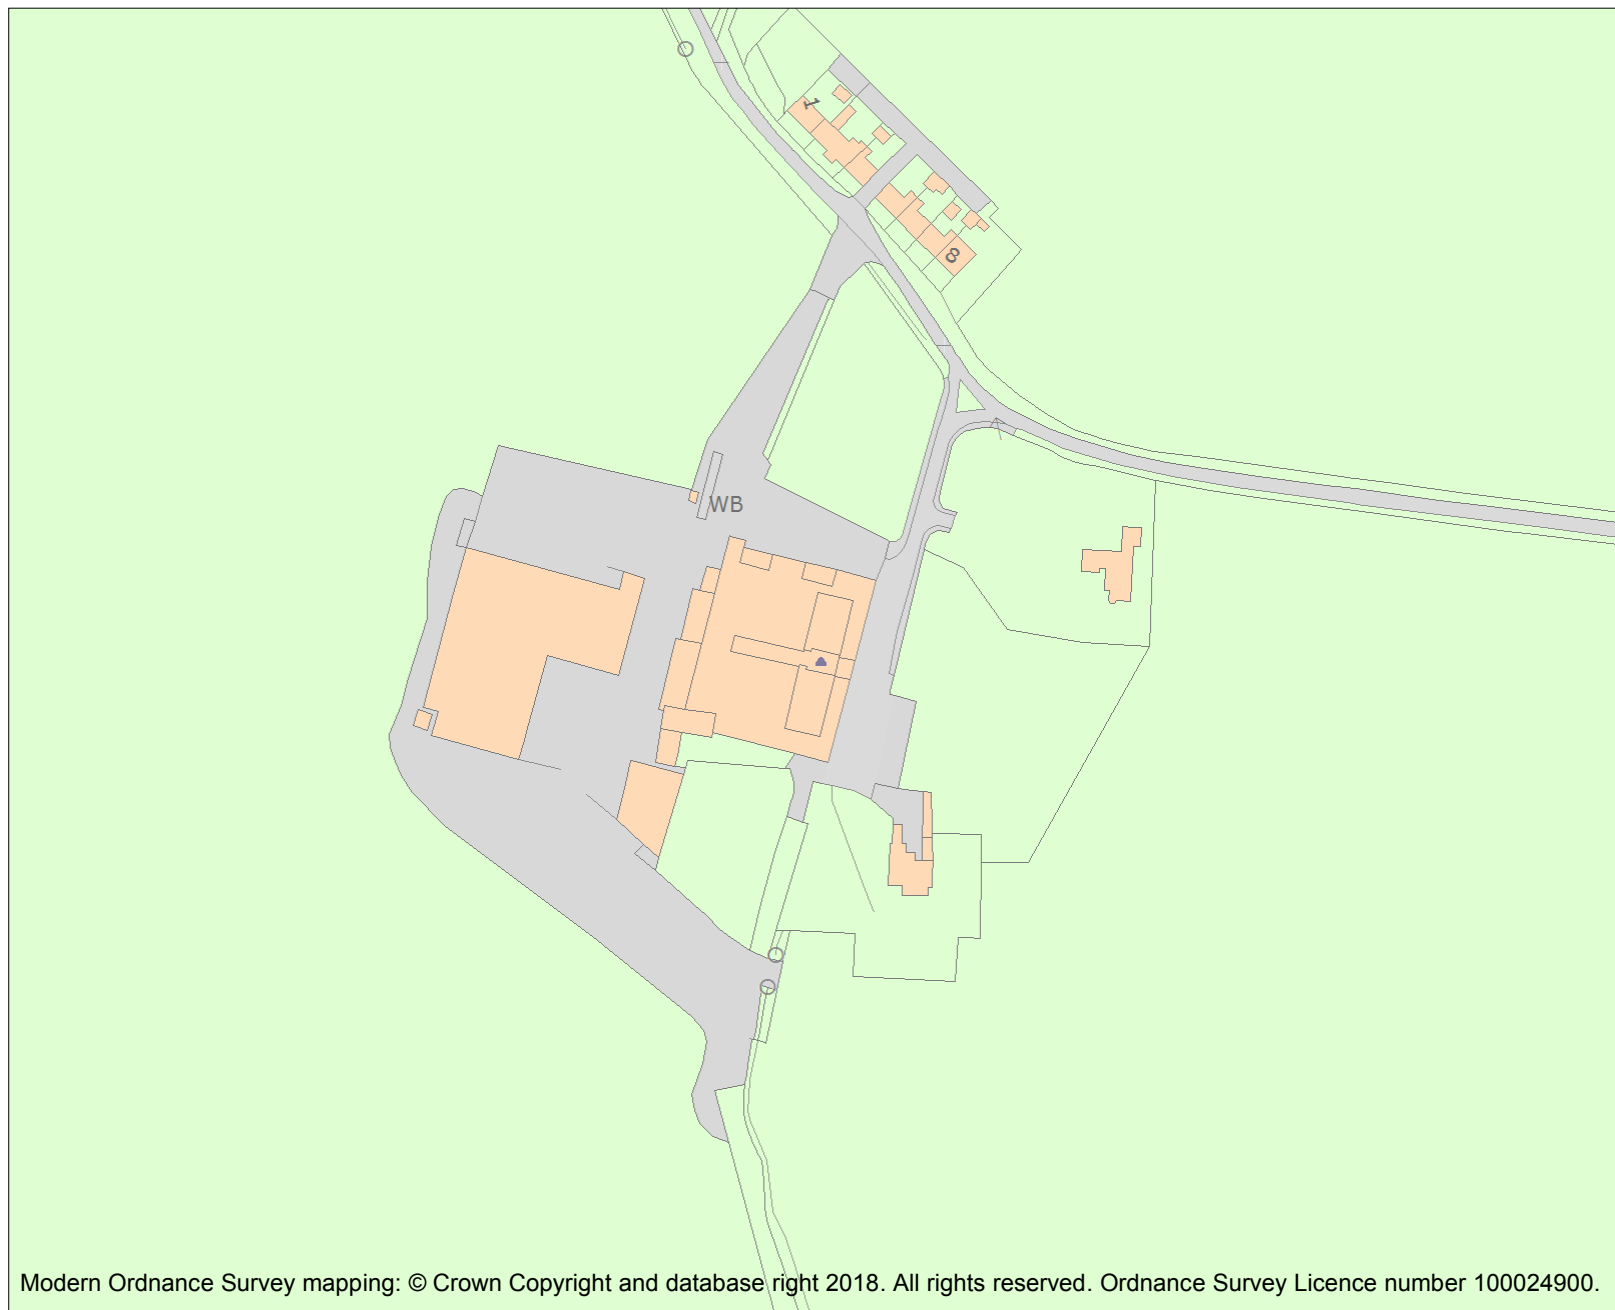 1
8
WB
Modern Ordnance Survey mapping: © Crown Copyright and database right 2018. All rights reserved. Ordnance Survey Licence number 100024900.